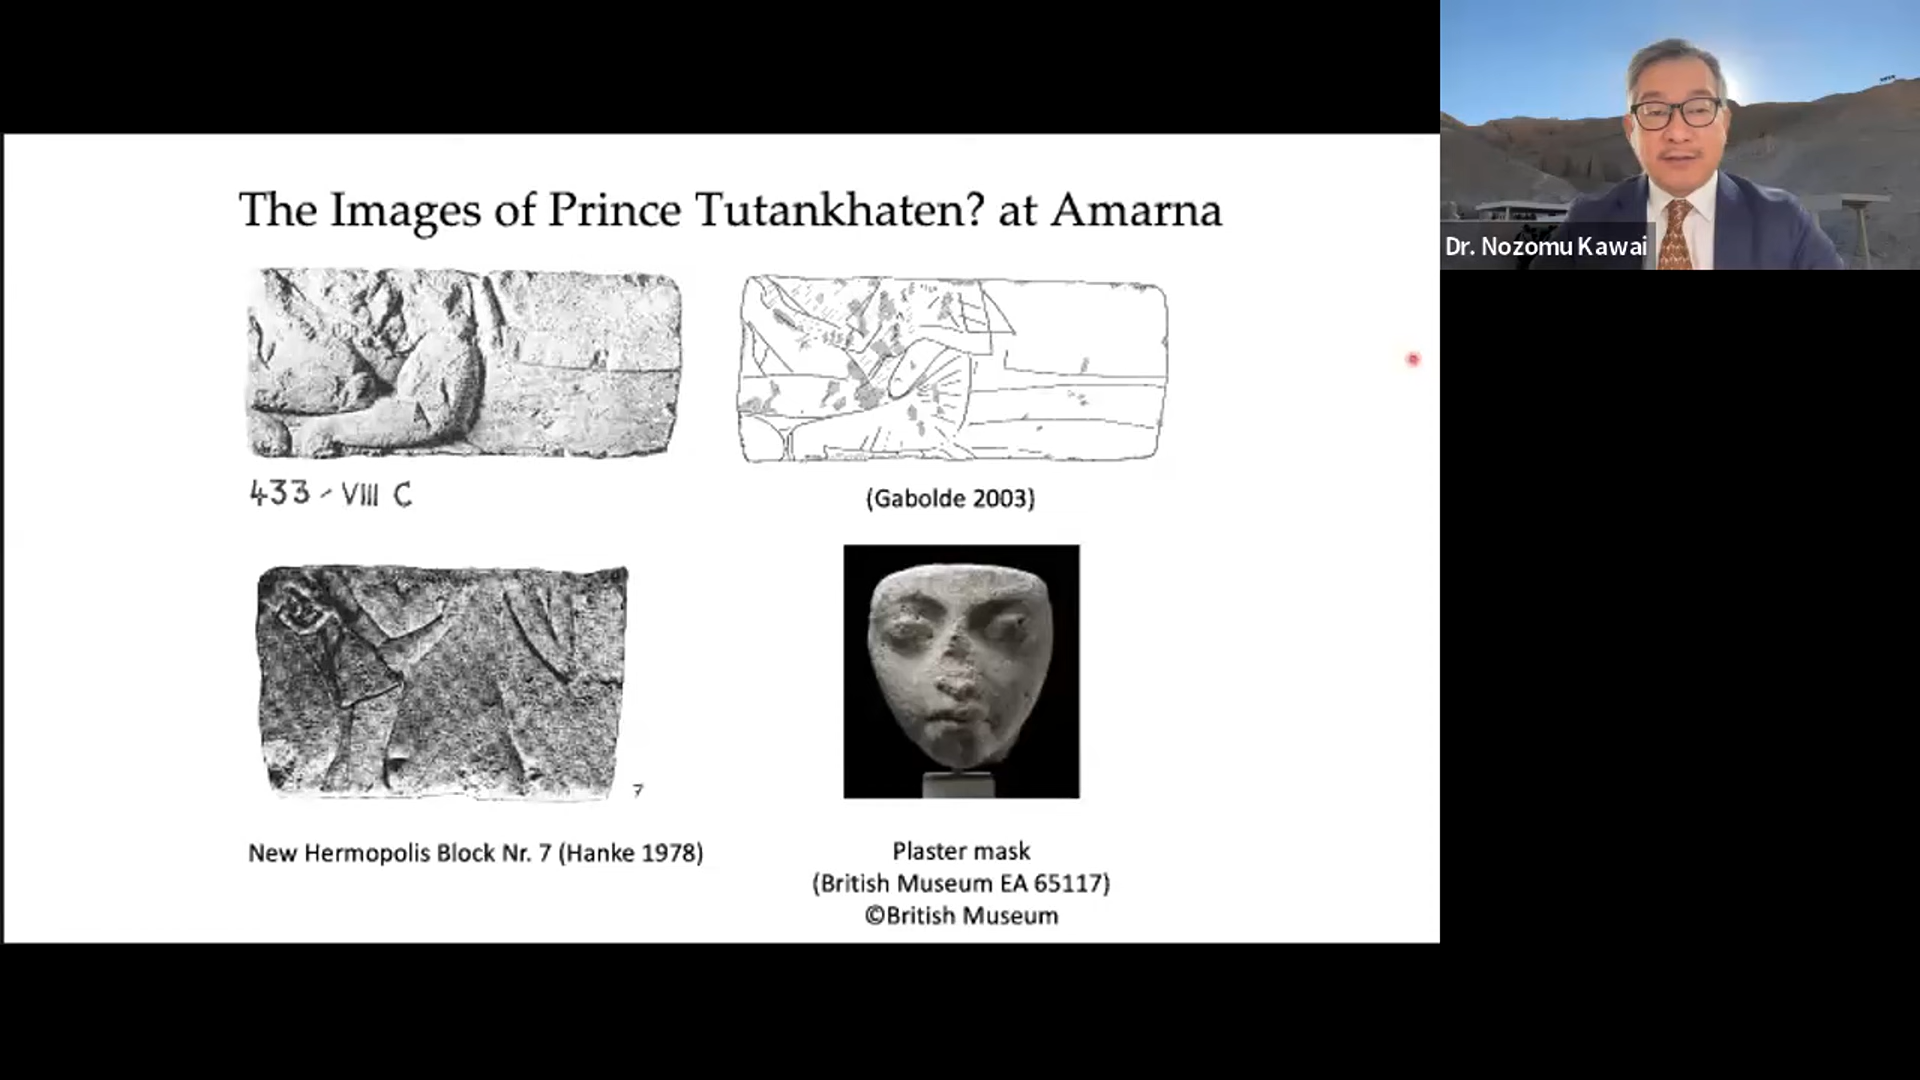 The Images of Prince Tutankhaten? at Amarna
433-VIII C
(Gabolde 2003)
7
New Hermopolis Block Nr. 7 (Hanke 1978)
Plaster mask
(British Museum EA 65117)
©British Museum
Dr. Nozomu Kawai